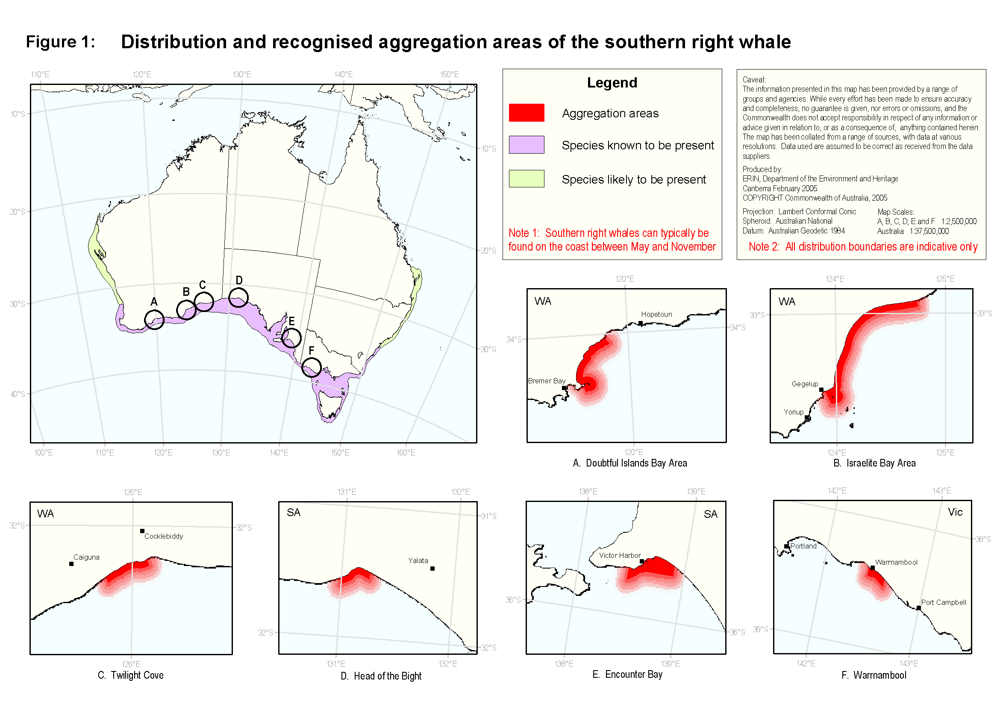 Figure 1: Distribution and recognised aggregation areas of the southern right whale
110°E 120°E 130°E 140°E 150°E
10°S
20°S
30°S
40°S
10°S
20°S
30°S
A
B
C
D
E
F
100°E 110°E 120°E 130°E 140°E 150°E 160°E
Legend
Aggregation areas
Species known to be present
Species likely to be present
Note 1: Southern right whales can typically be
found on the coast between May and November
Caveat:
The information presented in this map has been provided by a range of
groups and agencies. While every effort has been made to ensure accuracy
and completeness, no guarantee is given, nor errors or omissions, and the
Commonwealth does not accept responsibility in respect of any information or
advice given in relation to, or as a consequence of, anything contained herein.
The map has been collated from a range of sources, with data at various
resolutions. Data used are assumed to be correct as received from the data
suppliers.
Produced by:
ERIN, Department of the Environment and Heritage
Canberra February 2005
COPYRIGHT Commonwealth of Australia, 2005
Projection: Lambert Conformal Conic
Spheroid: Australian National
Datum: Australian Geodetic 1984
Map Scales:
A, B, C, D, E and F 1:2,500,000
Australia 1:37,500,000
Note 2: All distribution boundaries are indicative only
120°E
WA
Hopetoun
34°S
34°S
Bremer Bay
120°E
A. Doubtful Islands Bay Area
124°E 125°E
WA
33°S
33°S
Gegelup
Yoriup
124°E 125°E
B. Israelite Bay Area
126°E
WA
32°S
32°S
Cocklebiddy
Caiguna
126°E
C. Twilight Cove
131°E 132°E
SA
31°S
Yalata
32°S
32°S
131°E 132°E
D. Head of the Bight
138°E 139°E
SA
Victor Harbor
36°S
36°S
138°E 139°E
E. Encounter Bay
142°E 143°E
Vic
38°S
Portland
Warrnambool
Port Campbell
39°S
142°E 143°E
F. Warrnambool